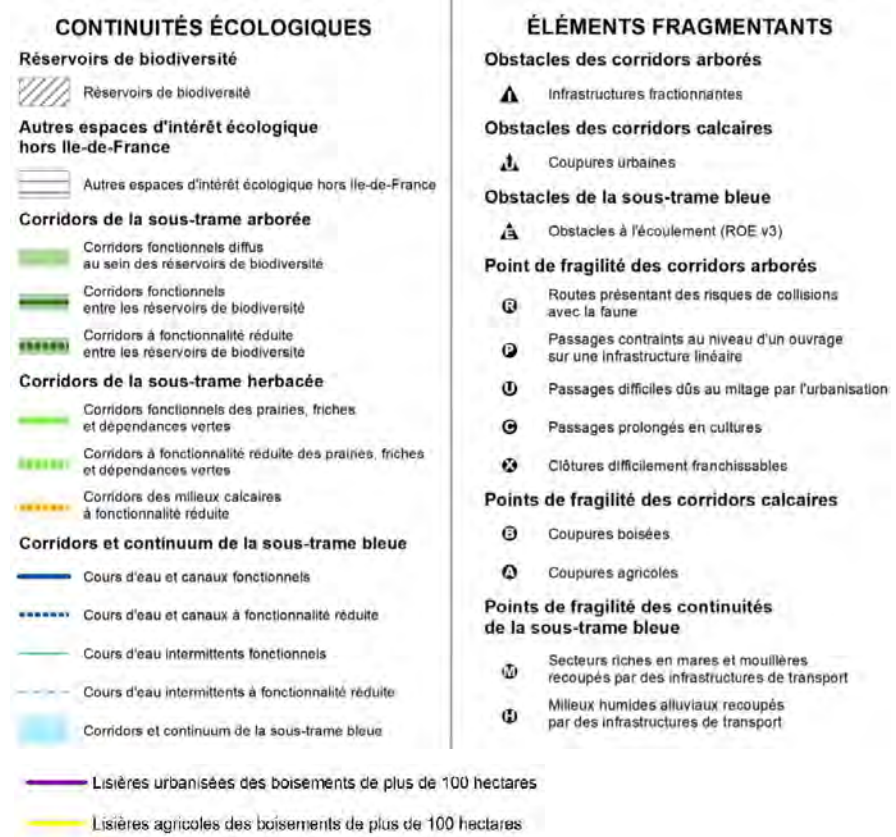 CONTINUITÉS ÉCOLOGIQUES
Réservoirs de biodiversité
Réservoirs de biodiversité
Autres espaces d'intérêt écologique
hors Ile-de-France
Autres espaces d'intérêt écologique hors Ile-de-France
Corridors de la sous-trame arborée
Corridors fonctionnels diffus
au sein des réservoirs de biodiversité
Corridors fonctionnels
entre les réservoirs de biodiversité
Corridors à fonctionnalité réduite
entre les réservoirs de biodiversité
Corridors de la sous-trame herbacée
Corridors fonctionnels des prairies, friches
et dépendances vertes
Corridors à fonctionnalité réduite des prairies, friches
et dépendances vertes
Corridors des milieux calcaires
à fonctionnalité réduite
Corridors et continuum de la sous-trame bleue
Cours d'eau et canaux fonctionnels
Cours d'eau et canaux à fonctionnalité réduite
Cours d'eau intermittents fonctionnels
Cours d'eau intermittents à fonctionnalité réduite
Corridors et continuum de la sous-trame bleue
ÉLÉMENTS FRAGMENTANTS
Obstacles des corridors arborés
Infrastructures fractionnantes
Obstacles des corridors calcaires
Coupures urbaines
Obstacles de la sous-trame bleue
E Obstacles à l'écoulement (ROE v3)
Point de fragilité des corridors arborés
R Routes présentant des risques de collisions
avec la faune
P Passages contraints au niveau d'un ouvrage
sur une infrastructure linéaire
U Passages difficiles dûs au mitage par l'urbanisation
C Passages prolongés en cultures
X Clôtures difficilement franchissables
Points de fragilité des corridors calcaires
B Coupures boisées
A Coupures agricoles
Points de fragilité des continuités
de la sous-trame bleue
M Secteurs riches en mares et mouillères
recoupés par des infrastructures de transport
H Milieux humides alluviaux recoupés
par des infrastructures de transport
Lisières urbanisées des boisements de plus de 100 hectares
Lisières agricoles des boisements de plus de 100 hectares